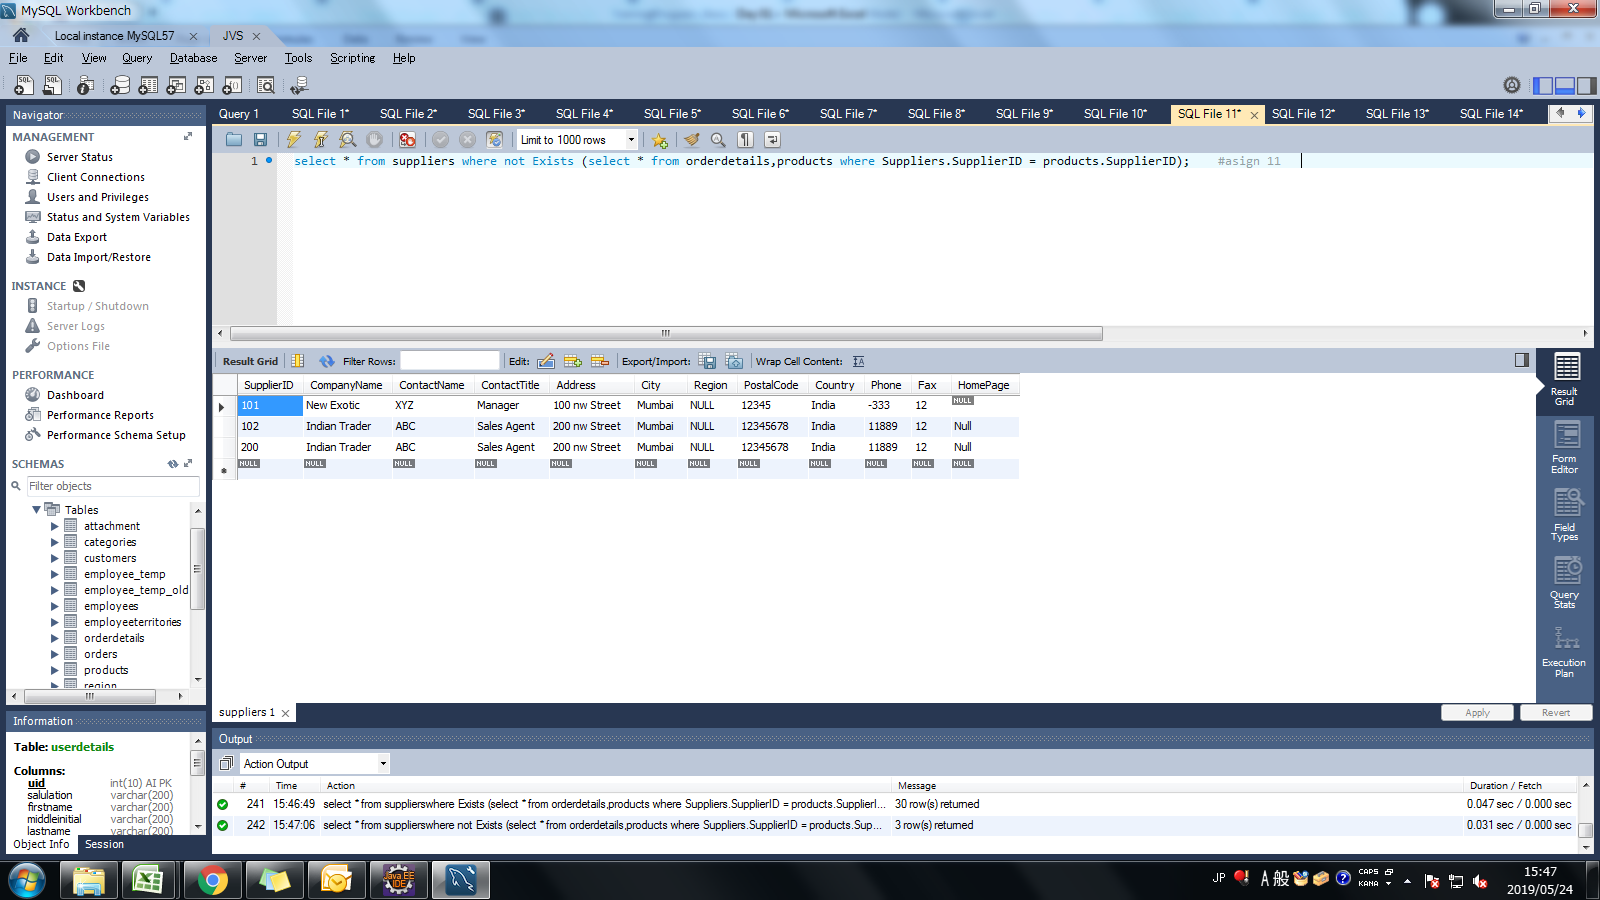 MySQL Workbench
Local instance MySQL57
JVS
File Edit View Query Database Server Tools Scripting Help
Navigator
MANAGEMENT
Server Status
Client Connections
Users and Privileges
Status and System Variables
Data Export
Data Import/Restore
INSTANCE
Startup / Shutdown
Server Logs
Options File
PERFORMANCE
Dashboard
Performance Reports
Performance Schema Setup
SCHEMAS
Filter objects
Tables
attachment
categories
customers
employee_temp
employee_temp_old
employees
employeeterritories
orderdetails
orders
products
region
Information
Table: userdetails
Columns:
uid int(10) AI PK
salulation varchar(200)
firstname varchar(200)
middleinitial varchar(200)
lastname varchar(200)
Object Info Session
Query 1 SQL File 1* SQL File 2* SQL File 3* SQL File 4* SQL File 5* SQL File 6* SQL File 7* SQL File 8* SQL File 9* SQL File 10* SQL File 11* SQL File 12* SQL File 13* SQL File 14*
Limit to 1000 rows
1 select * from suppliers where not Exists (select * from orderdetails,products where Suppliers.SupplierID = products.SupplierID); #asign 11
Result Grid Filter Rows: Edit: Export/Import: Wrap Cell Content:
SupplierID CompanyName ContactName ContactTitle Address City Region PostalCode Country Phone Fax HomePage
101 New Exotic XYZ Manager 100 nw Street Mumbai NULL 12345 India -333 12 NULL
102 Indian Trader ABC Sales Agent 200 nw Street Mumbai NULL 12345678 India 11889 12 Null
200 Indian Trader ABC Sales Agent 200 nw Street Mumbai NULL 12345678 India 11889 12 Null
NULL NULL NULL NULL NULL NULL NULL NULL NULL NULL NULL NULL
Result Grid
Form Editor
Field Types
Query Stats
Execution Plan
suppliers 1
Apply Revert
Output
Action Output
# Time Action Message Duration / Fetch
241 15:46:49 select * from supplierswhere Exists (select * from orderdetails,products where Suppliers.SupplierID = products.SupplierI... 30 row(s) returned 0.047 sec / 0.000 sec
242 15:47:06 select * from supplierswhere not Exists (select * from orderdetails,products where Suppliers.SupplierID = products.Sup... 3 row(s) returned 0.031 sec / 0.000 sec
Java EE IDE
JP A 般 CAPS KANA
15:47
2019/05/24